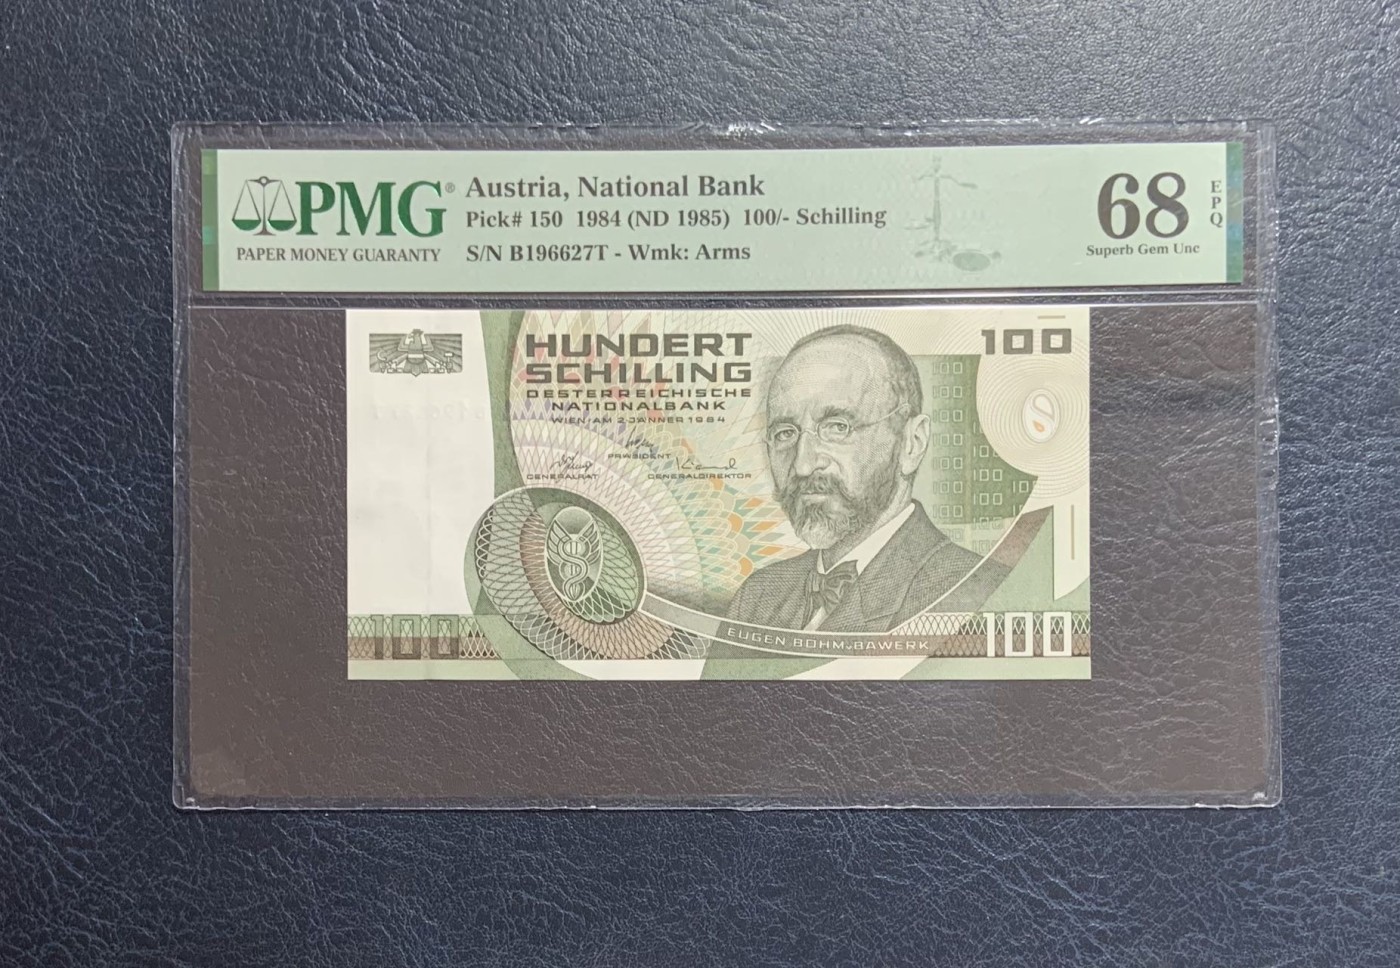 PMG®
PAPER MONEY GUARANTY
Austria, National Bank
Pick# 150 1984 (ND 1985) 100/- Schilling
S/N B196627T - Wmk: Arms
68
EPQ
Superb Gem Unc
HUNDERT
SCHILLING
OESTERREICHISCHE
NATIONALBANK
WIEN·AM 2·JÄNNER 1984
PRÄSIDENT
GENERALRAT
GENERALDIREKTOR
100
100
EUGEN BÖHM v. BAWERK
100